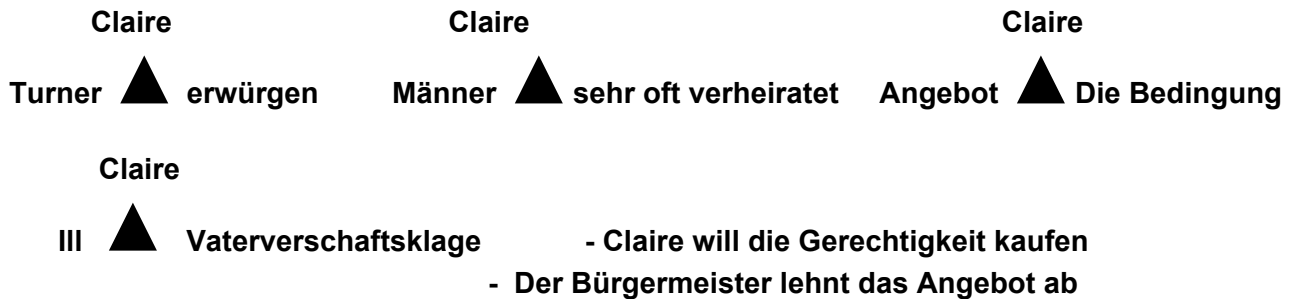 Claire Claire Claire
Turner erwürgen Männer sehr oft verheiratet Angebot Die Bedingung
Claire
Ill Vaterverschaftsklage - Claire will die Gerechtigkeit kaufen
- Der Bürgermeister lehnt das Angebot ab